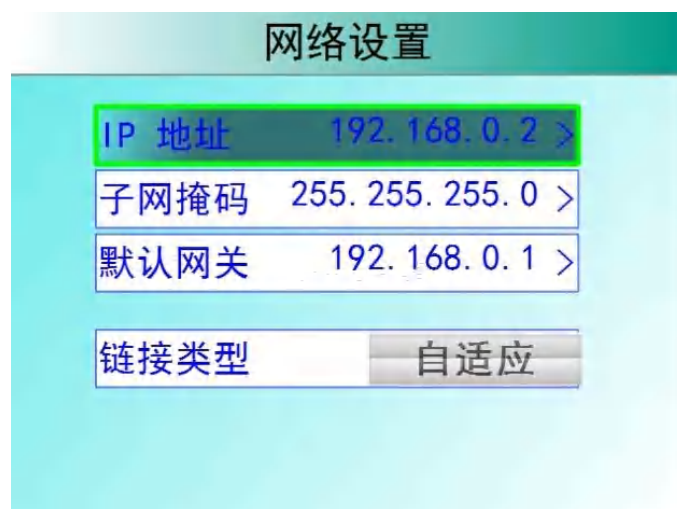 网络设置
IP 地址 192.168.0.2 >
子网掩码 255.255.255.0 >
默认网关 192.168.0.1 >
链接类型 自适应